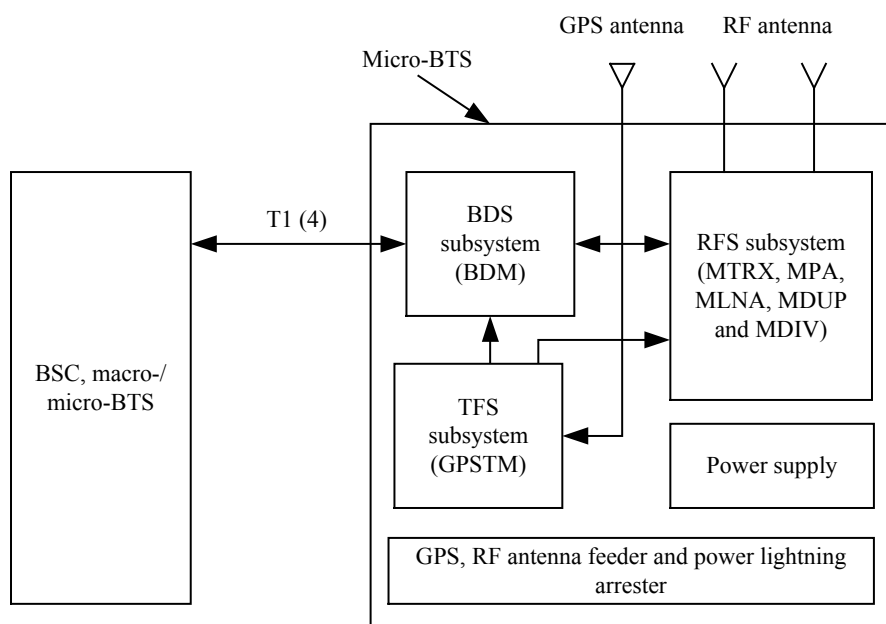 GPS antenna
RF antenna
Micro-BTS
T1 (4)
BDS
subsystem
(BDM)
RFS subsystem
(MTRX, MPA,
MLNA, MDUP
and MDIV)
BSC, macro-/
micro-BTS
TFS
subsystem
(GPSTM)
Power supply
GPS, RF antenna feeder and power lightning
arrester